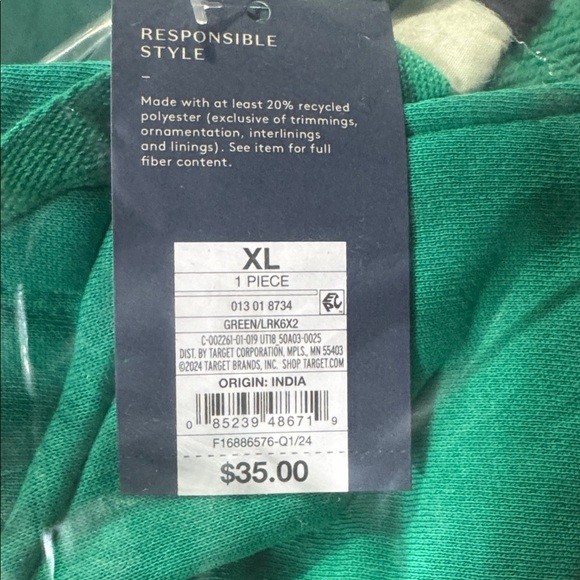 RESPONSIBLE
STYLE
–
Made with at least 20% recycled
polyester (exclusive of trimmings,
ornamentation, interlinings
and linings). See item for full
fiber content.
XL
1 PIECE
013 01 8734
GREEN/LRK6X2
C-002261-01-019 UT18_50A03-0025
DIST. BY TARGET CORPORATION, MPLS., MN 55403
©2024 TARGET BRANDS, INC. SHOP TARGET.COM
ORIGIN: INDIA
0 85239 48671 9
F16886576-Q1/24
$35.00